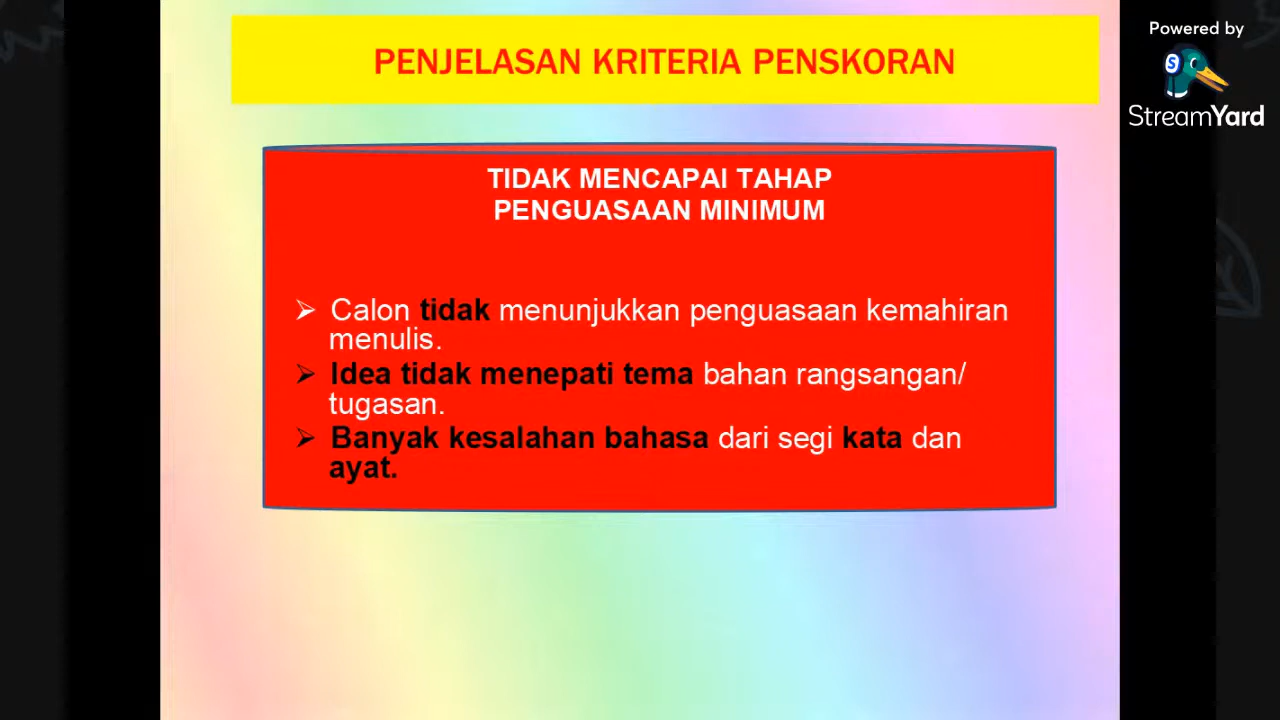 PENJELASAN KRITERIA PENSKORAN
Powered by
S
StreamYard
TIDAK MENCAPAI TAHAP
PENGUASAAN MINIMUM
➢ Calon tidak menunjukkan penguasaan kemahiran
menulis.
➢ Idea tidak menepati tema bahan rangsangan/
tugasan.
➢ Banyak kesalahan bahasa dari segi kata dan
ayat.